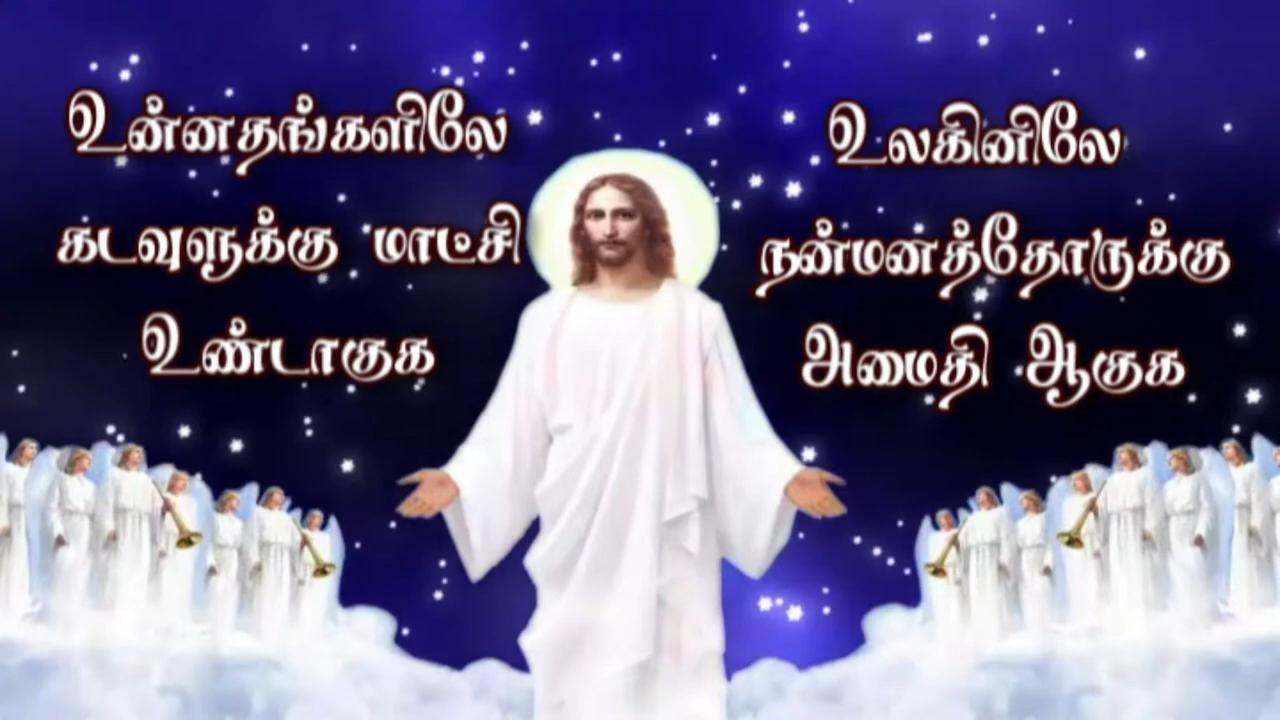 உன்னதங்களிலே
கடவுளுக்கு மாட்சி
உண்டாகுக
உலகினிலே
நன்மனத்தோருக்கு
அமைதி ஆகுக